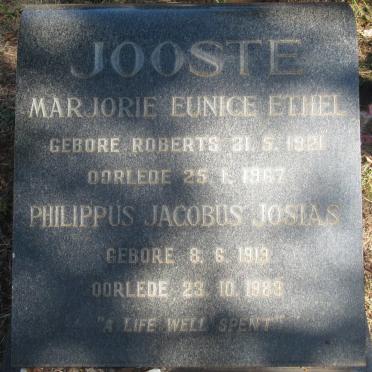 JOOSTE
MARJORIE EUNICE ETHEL
GEBORE ROBERTS 21. 5. 1921
OORLEDE 25. 1. 1967
PHILIPPUS JACOBUS JOSIAS
GEBORE 8. 6. 1919
OORLEDE 23. 10. 1983
"A LIFE WELL SPENT"